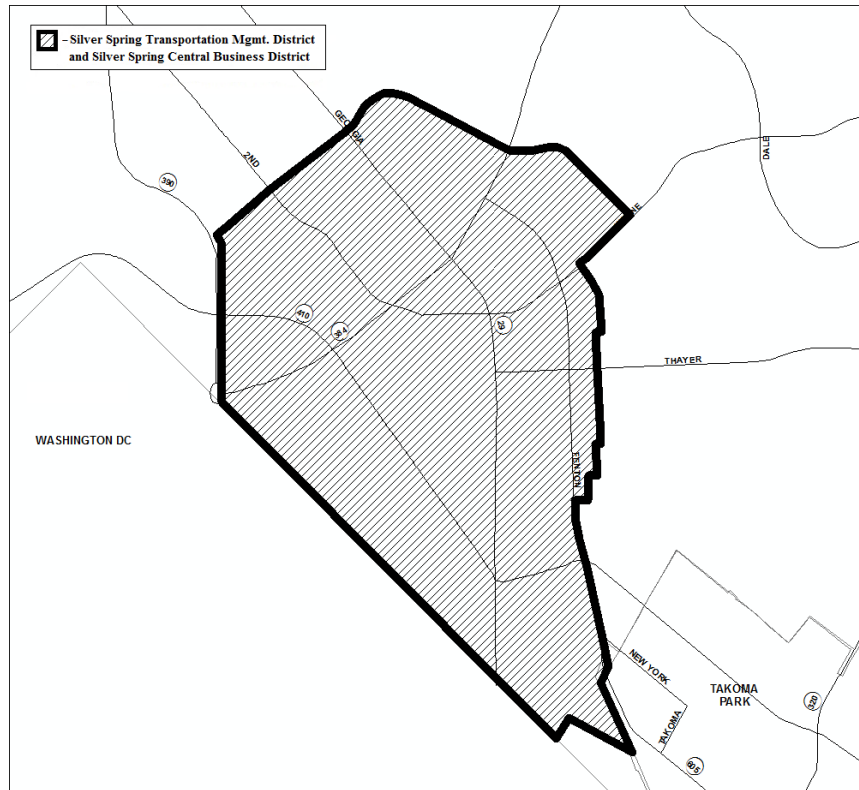 - Silver Spring Transportation Mgmt. District
and Silver Spring Central Business District
GEORGIA
2ND
DALE
390
NE
410
384
29
THAYER
WASHINGTON DC
FENTON
NEW YORK
TAKOMA
PARK
320
TAKOMA
605